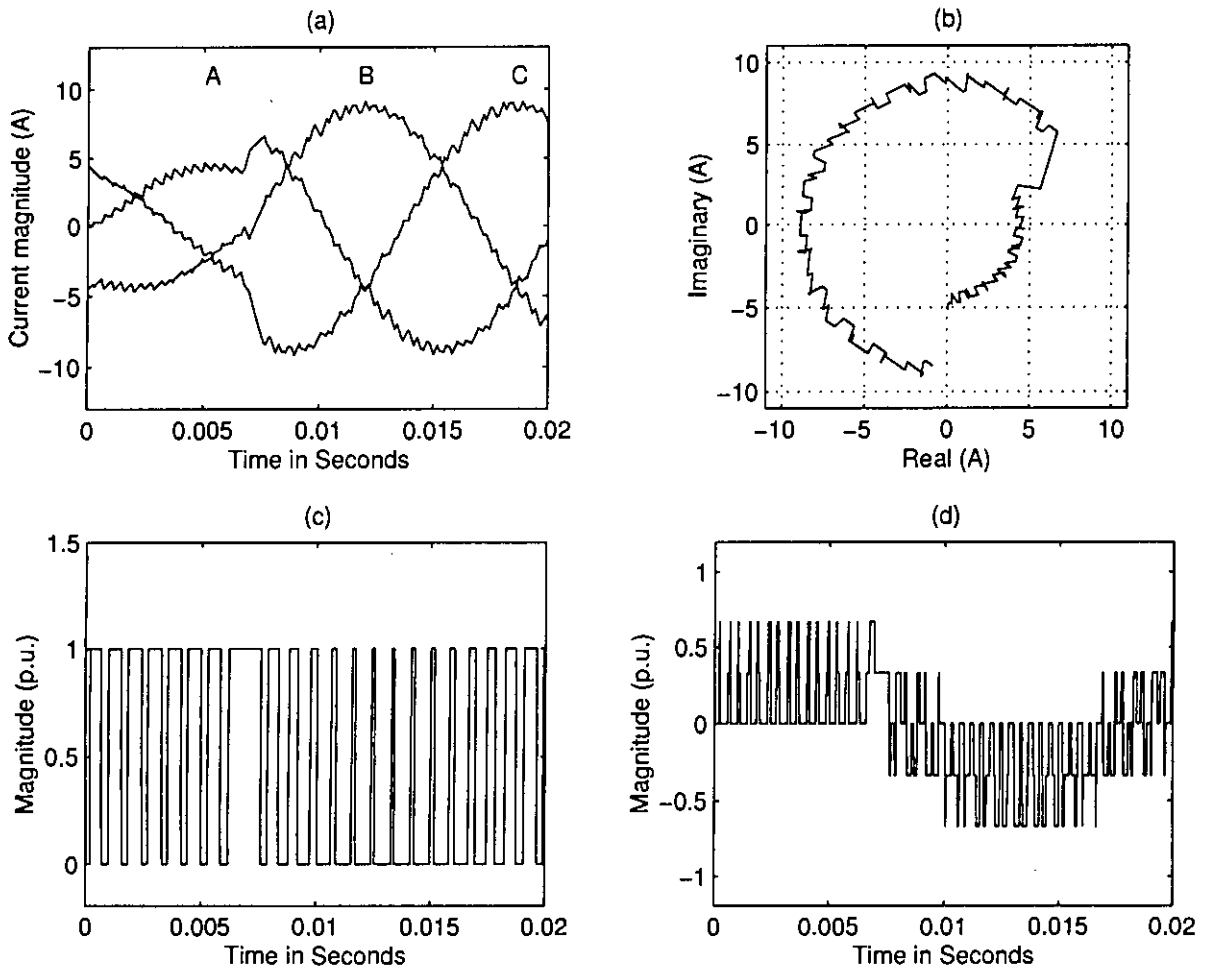 (a)
A B C
Current magnitude (A)
10
5
0
−5
−10
0 0.005 0.01 0.015 0.02
Time in Seconds
(b)
Imaginary (A)
10
5
0
−5
−10
−10 −5 0 5 10
Real (A)
(c)
Magnitude (p.u.)
1.5
1
0.5
0
0 0.005 0.01 0.015 0.02
Time in Seconds
(d)
Magnitude (p.u.)
1
0.5
0
−0.5
−1
0 0.005 0.01 0.015 0.02
Time in Seconds